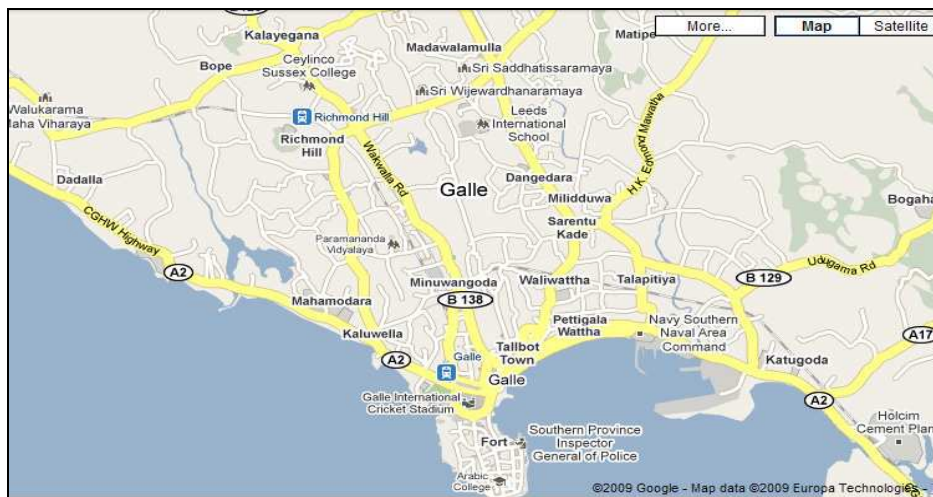 Kalayegana
Madawalamulla
Matipe
More...
Map
Satellite
Bope
Ceylinco
Sussex College
Sri Saddhatissaramaya
Sri Wijewardhanaramaya
Walukarama
Maha Viharaya
Richmond Hill
Richmond
Hill
Leeds
International
School
Wakwalla Rd
H.K. Edmond Mawatha
Dadalla
Galle
Dangedara
Milidduwa
Bogaha
Sarentu
Kade
CGHW Highway
Paramananda
Vidyalaya
Udugama Rd
A2
Minuwangoda
Waliwattha
Talapitiya
B 129
Mahamodara
B 138
Kaluwella
Pettigala
Wattha
Navy Southern
Naval Area
Command
A17
A2
Galle
Tallbot
Town
Katugoda
Galle
A2
Galle International
Cricket Stadium
Holcim
Cement Plan
Fort
Southern Province
Inspector
General of Police
Arabic
College
©2009 Google - Map data ©2009 Europa Technologies -